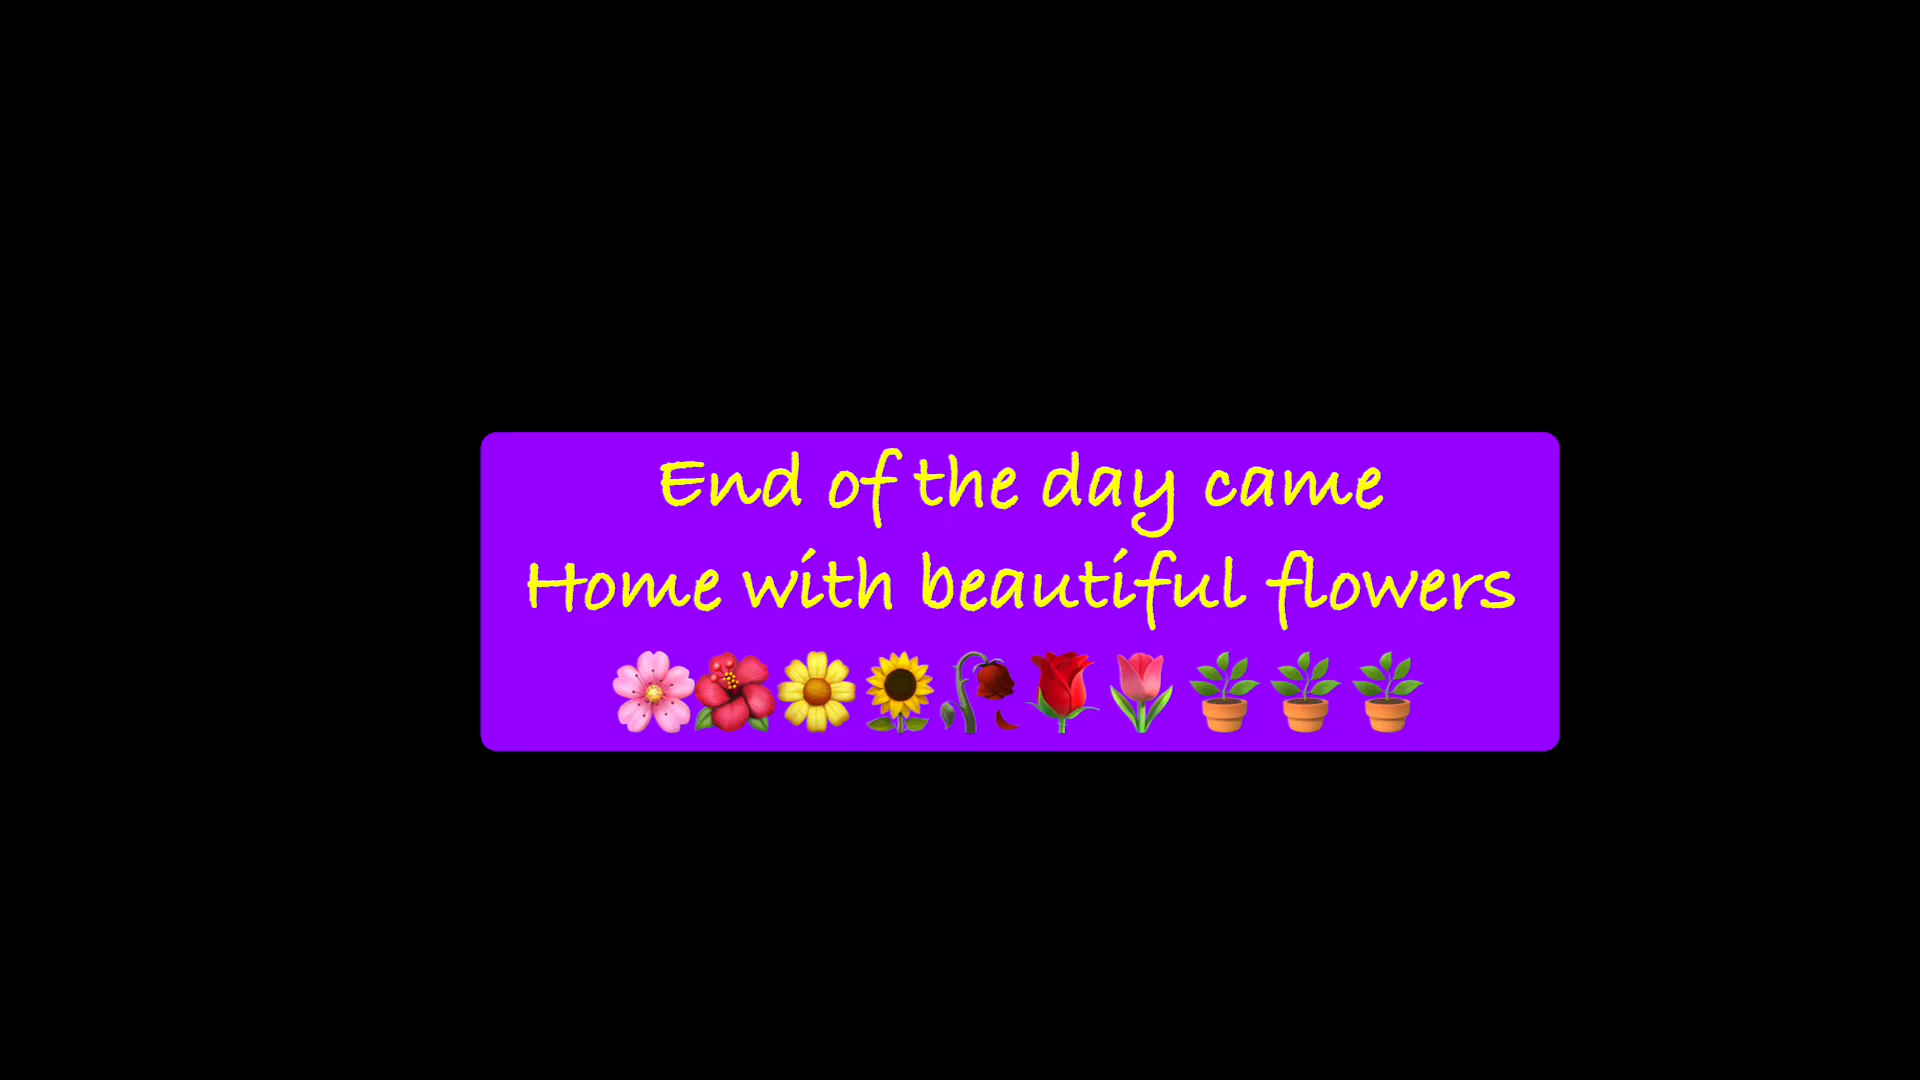 End of the day came
Home with beautiful flowers
🌸🌺🌼🌻🥀🌹🌷🪴🪴🪴